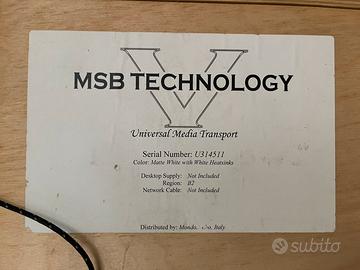 V
MSB TECHNOLOGY
Universal Media Transport
Serial Number: U314511
Color: Matte White with White Heatsinks
Desktop Supply: Not Included
Region: B2
Network Cable: Not Included
Distributed by: Italy
subito